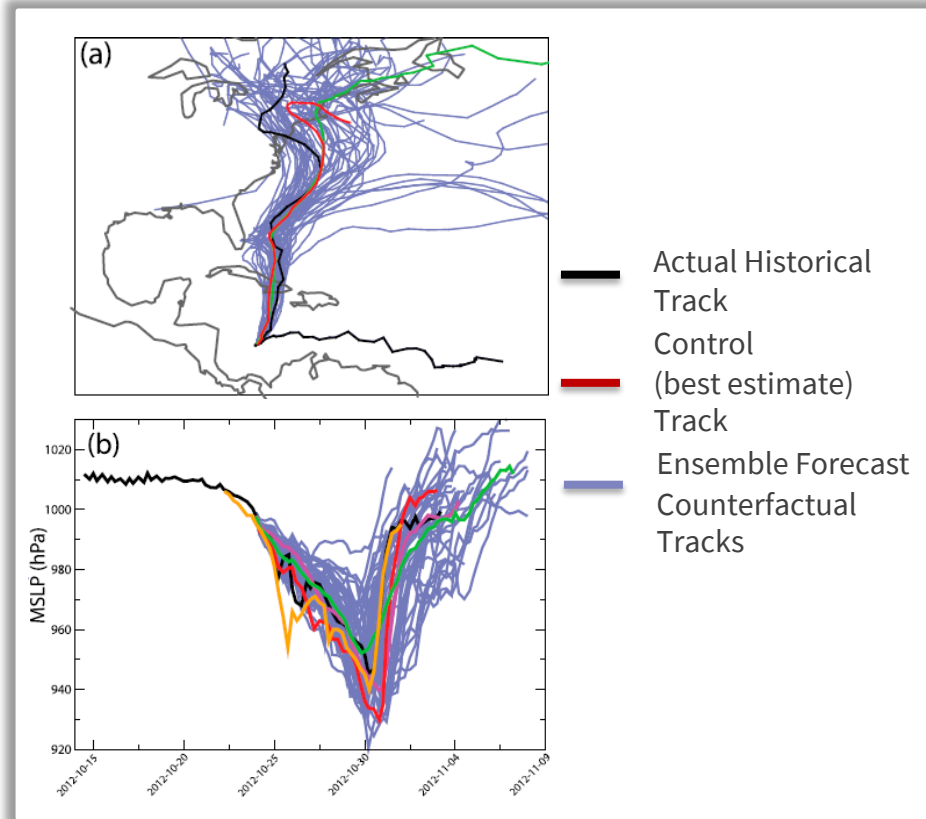 (a)
Actual Historical
Track
Control
(best estimate)
Track
Ensemble Forecast
Counterfactual
Tracks
(b)
MSLP (hPa)
1020
1000
980
960
940
920
2012-10-15
2012-10-20
2012-10-25
2012-10-30
2012-11-04
2012-11-09